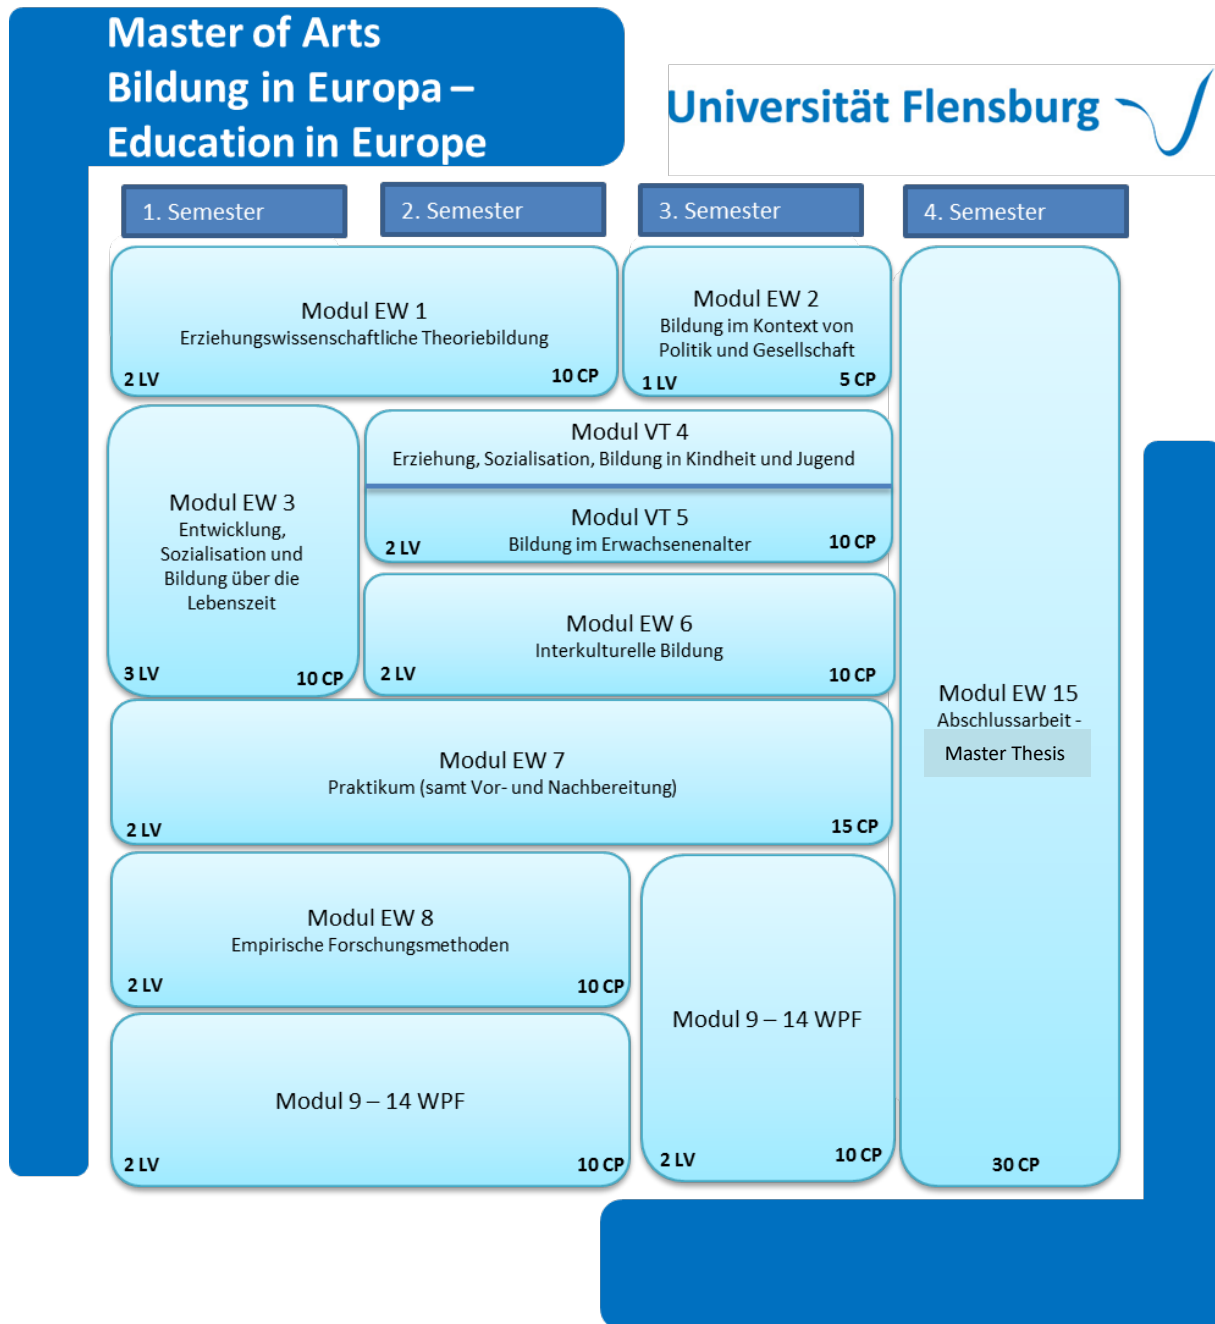 Master of Arts
Bildung in Europa –
Education in Europe
Universität Flensburg
1. Semester
2. Semester
3. Semester
4. Semester
Modul EW 1
Erziehungswissenschaftliche Theoriebildung
2 LV
10 CP
Modul EW 2
Bildung im Kontext von
Politik und Gesellschaft
1 LV
5 CP
Modul EW 3
Entwicklung,
Sozialisation und
Bildung über die
Lebenszeit
3 LV
10 CP
Modul VT 4
Erziehung, Sozialisation, Bildung in Kindheit und Jugend
Modul VT 5
Bildung im Erwachsenenalter
2 LV
10 CP
Modul EW 6
Interkulturelle Bildung
2 LV
10 CP
Modul EW 7
Praktikum (samt Vor- und Nachbereitung)
2 LV
15 CP
Modul EW 8
Empirische Forschungsmethoden
2 LV
10 CP
Modul 9 – 14 WPF
2 LV
10 CP
Modul 9 – 14 WPF
2 LV
10 CP
Modul EW 15
Abschlussarbeit -
Master Thesis
30 CP